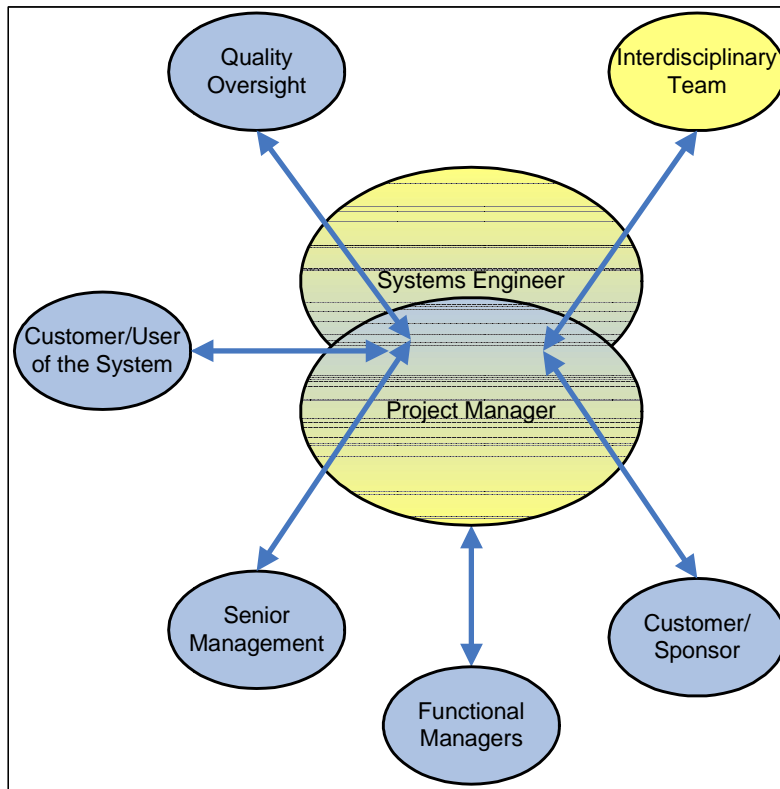 Quality
Oversight
Interdisciplinary
Team
Systems Engineer
Customer/User
of the System
Project Manager
Senior
Management
Customer/
Sponsor
Functional
Managers